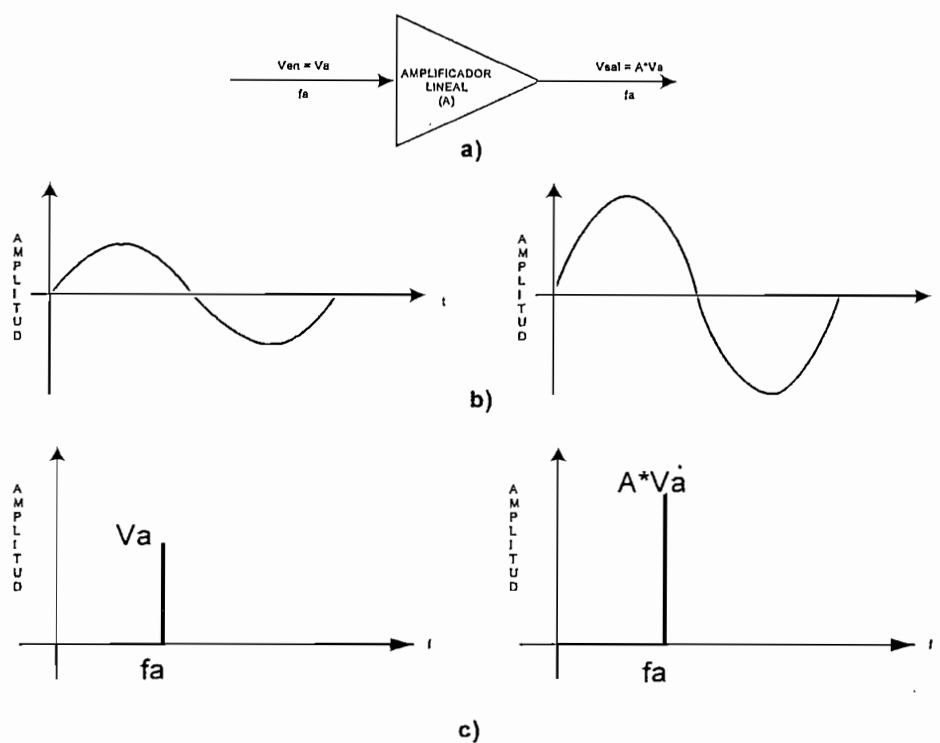 Ven = Va
fa
AMPLIFICADOR
LINEAL
(A)
Vsal = A*Va
fa
a)
AMPLITUD
t
AMPLITUD
b)
AMPLITUD
Va
fa
f
AMPLITUD
A*Va
fa
f
c)